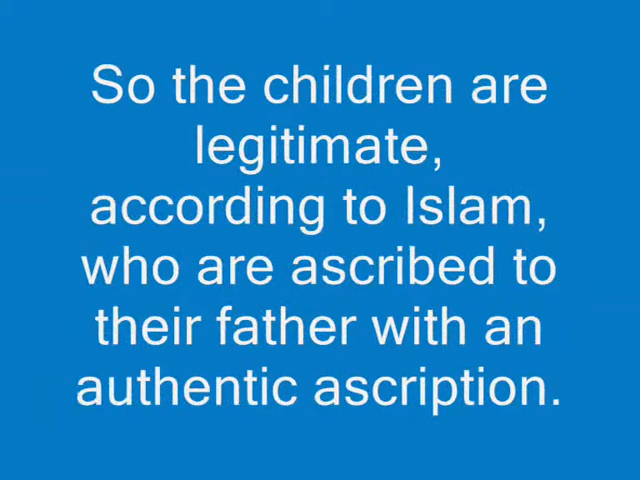 So the children are
legitimate,
according to Islam,
who are ascribed to
their father with an
authentic ascription.